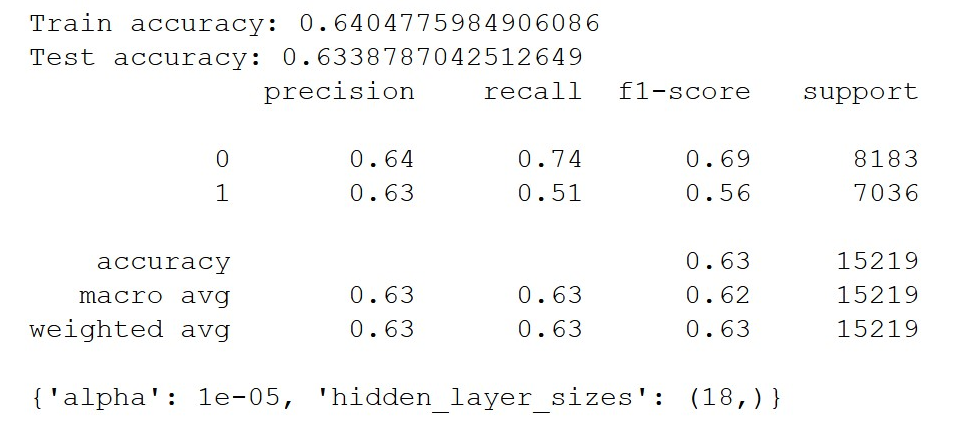 Train accuracy: 0.6404775984906086
Test accuracy: 0.6338787042512649
precision recall f1-score support
0 0.64 0.74 0.69 8183
1 0.63 0.51 0.56 7036
accuracy 0.63 15219
macro avg 0.63 0.63 0.62 15219
weighted avg 0.63 0.63 0.63 15219
{'alpha': 1e-05, 'hidden_layer_sizes': (18,)}